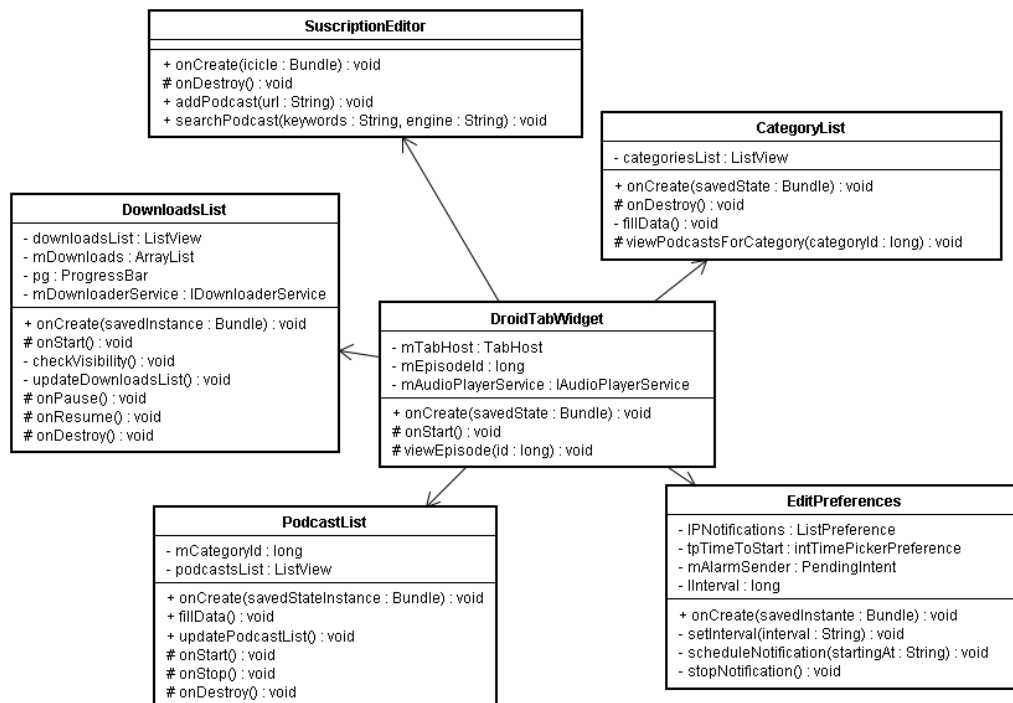 SuscriptionEditor
+ onCreate(icicle : Bundle) : void
# onDestroy() : void
+ addPodcast(url : String) : void
+ searchPodcast(keywords : String, engine : String) : void
CategoryList
- categoriesList : ListView
+ onCreate(savedState : Bundle) : void
# onDestroy() : void
- fillData() : void
# viewPodcastsForCategory(categoryId : long) : void
DownloadsList
- downloadsList : ListView
- mDownloads : ArrayList
- pg : ProgressBar
- mDownloaderService : IDownloaderService
+ onCreate(savedInstance : Bundle) : void
# onStart() : void
- checkVisibility() : void
- updateDownloadsList() : void
# onPause() : void
# onResume() : void
# onDestroy() : void
DroidTabWidget
- mTabHost : TabHost
- mEpisodeId : long
- mAudioPlayerService : IAudioPlayerService
+ onCreate(savedState : Bundle) : void
# onStart() : void
# viewEpisode(id : long) : void
PodcastList
- mCategoryId : long
- podcastsList : ListView
+ onCreate(savedStateInstance : Bundle) : void
+ fillData() : void
+ updatePodcastList() : void
# onStart() : void
# onStop() : void
# onDestroy() : void
EditPreferences
- lPNotifications : ListPreference
- tpTimeToStart : intTimePickerPreference
- mAlarmSender : PendingIntent
- lInterval : long
+ onCreate(savedInstante : Bundle) : void
- setInterval(interval : String) : void
- scheduleNotification(startingAt : String) : void
- stopNotification() : void